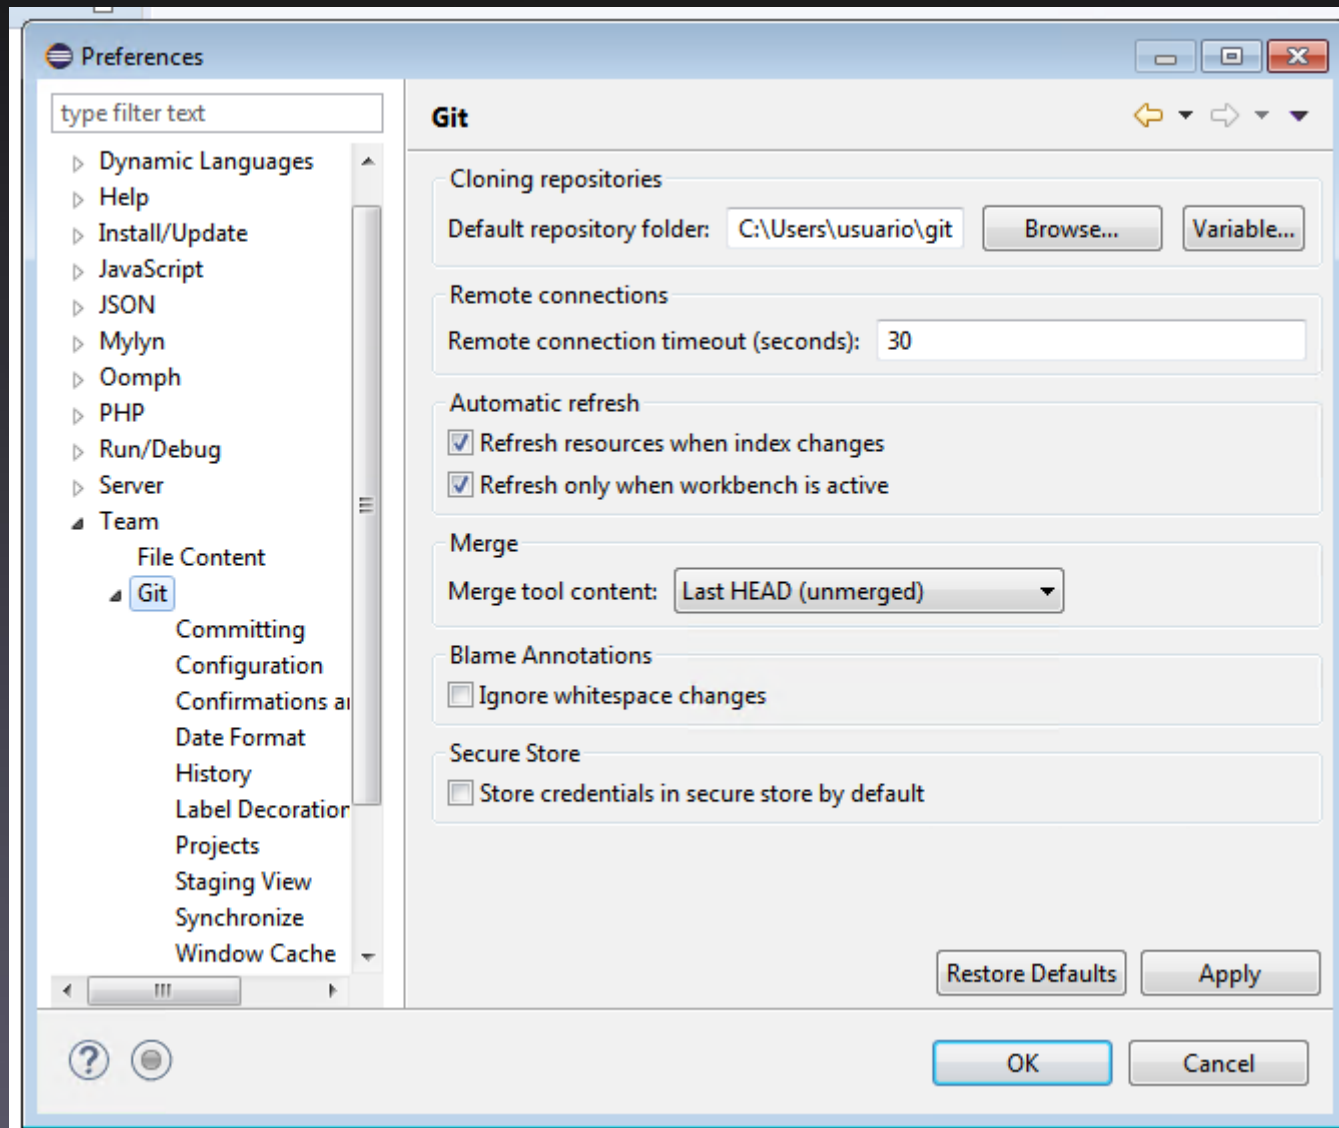 Preferences
type filter text
Dynamic Languages
Help
Install/Update
JavaScript
JSON
Mylyn
Oomph
PHP
Run/Debug
Server
Team
File Content
Git
Committing
Configuration
Confirmations a
Date Format
History
Label Decoration
Projects
Staging View
Synchronize
Window Cache
Git
Cloning repositories
Default repository folder: C:\Users\usuario\git Browse... Variable...
Remote connections
Remote connection timeout (seconds): 30
Automatic refresh
Refresh resources when index changes
Refresh only when workbench is active
Merge
Merge tool content: Last HEAD (unmerged)
Blame Annotations
Ignore whitespace changes
Secure Store
Store credentials in secure store by default
Restore Defaults Apply
? OK Cancel